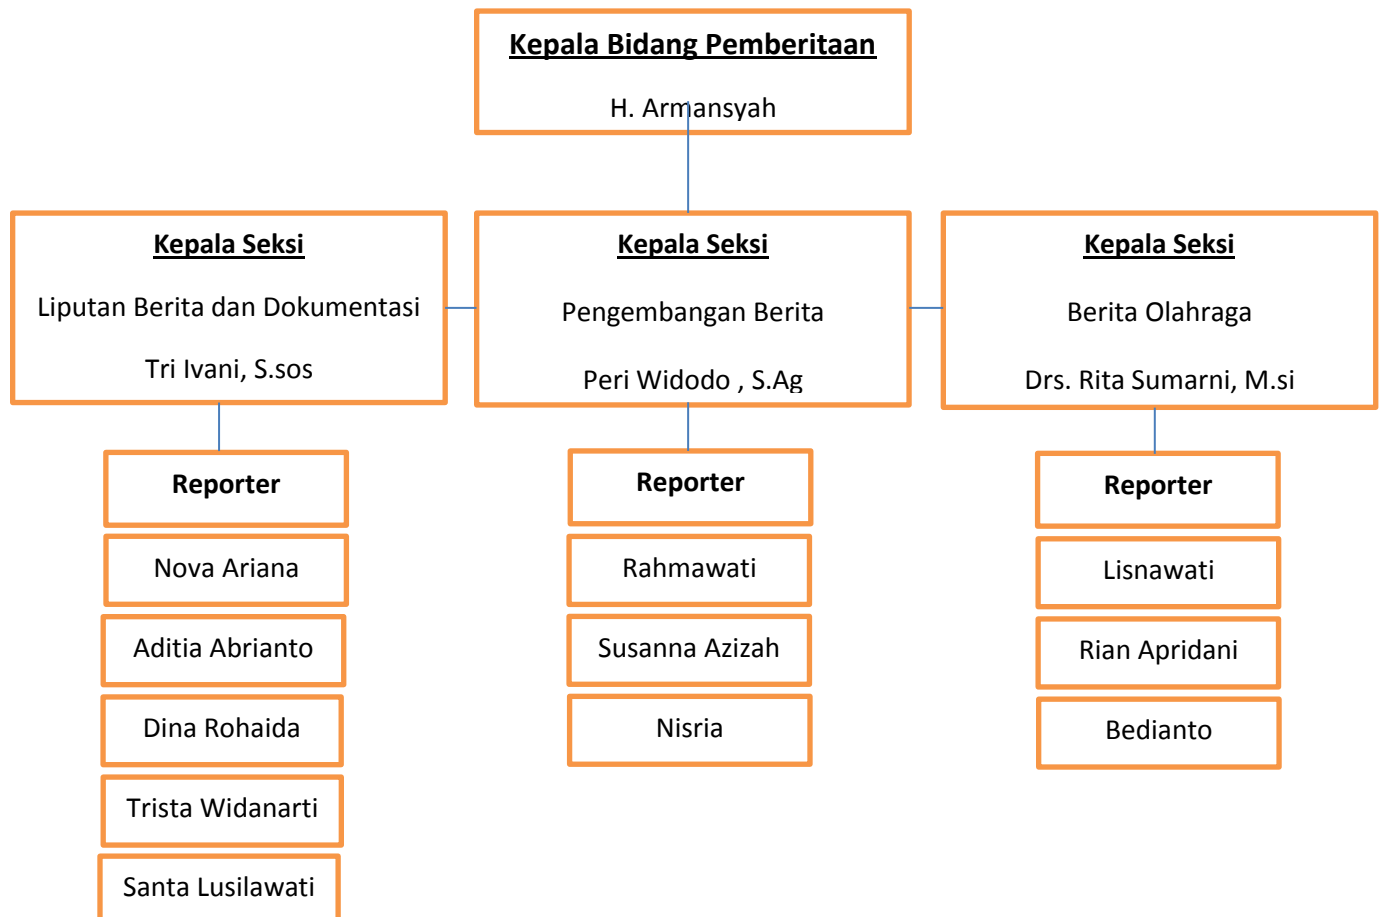 Kepala Bidang Pemberitaan
H. Armansyah
Kepala Seksi
Liputan Berita dan Dokumentasi
Tri Ivani, S.sos
Kepala Seksi
Pengembangan Berita
Peri Widodo , S.Ag
Kepala Seksi
Berita Olahraga
Drs. Rita Sumarni, M.si
Reporter
Nova Ariana
Aditia Abrianto
Dina Rohaida
Trista Widanarti
Santa Lusilawati
Reporter
Rahmawati
Susanna Azizah
Nisria
Reporter
Lisnawati
Rian Apridani
Bedianto